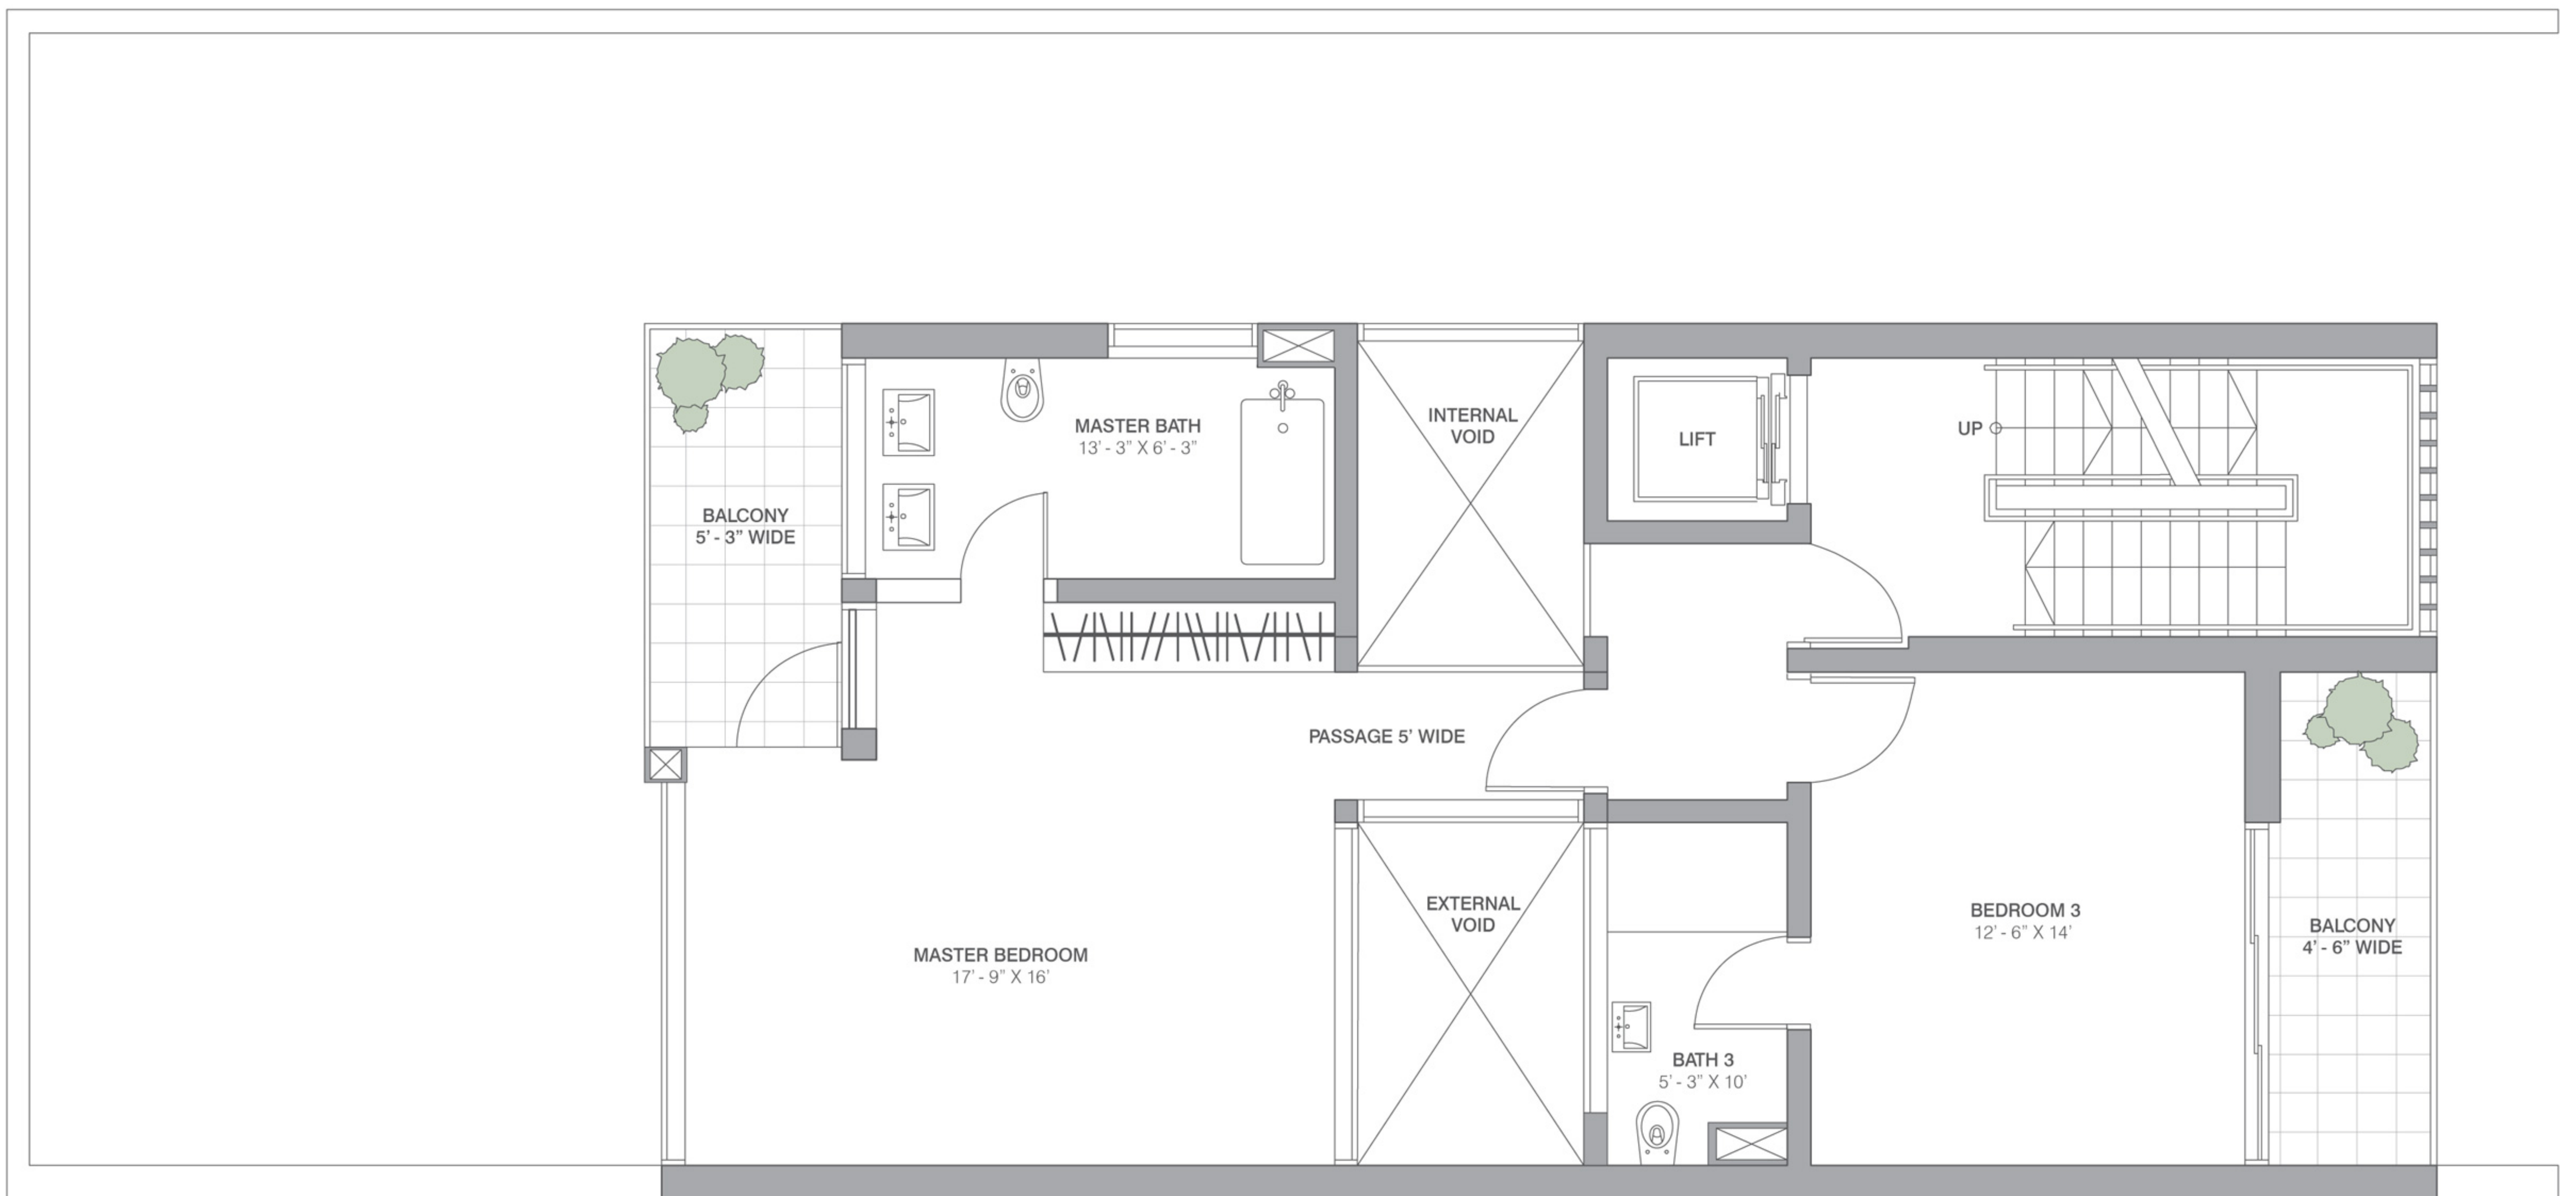 MASTER BATH
13’ - 3” X 6’ - 3”
INTERNAL
VOID
LIFT
UP
BALCONY
5’ - 3” WIDE
PASSAGE 5’ WIDE
MASTER BEDROOM
17’ - 9” X 16’
EXTERNAL
VOID
BEDROOM 3
12’ - 6” X 14’
BALCONY
4’ - 6” WIDE
BATH 3
5’ - 3” X 10’